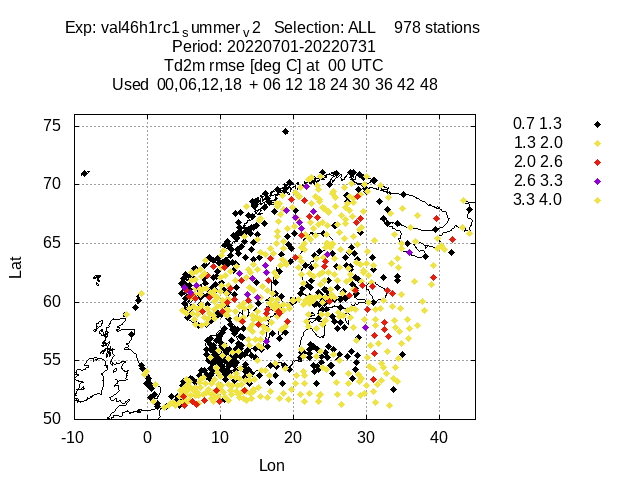 Exp: val46h1rc1summerv2 Selection: ALL 978 stations
Period: 20220701-20220731
Td2m rmse [deg C] at 00 UTC
Used 00,06,12,18 + 06 12 18 24 30 36 42 48
0.7 1.3
1.3 2.0
2.0 2.6
2.6 3.3
3.3 4.0
75
70
65
60
55
50
Lat
-10 0 10 20 30 40
Lon